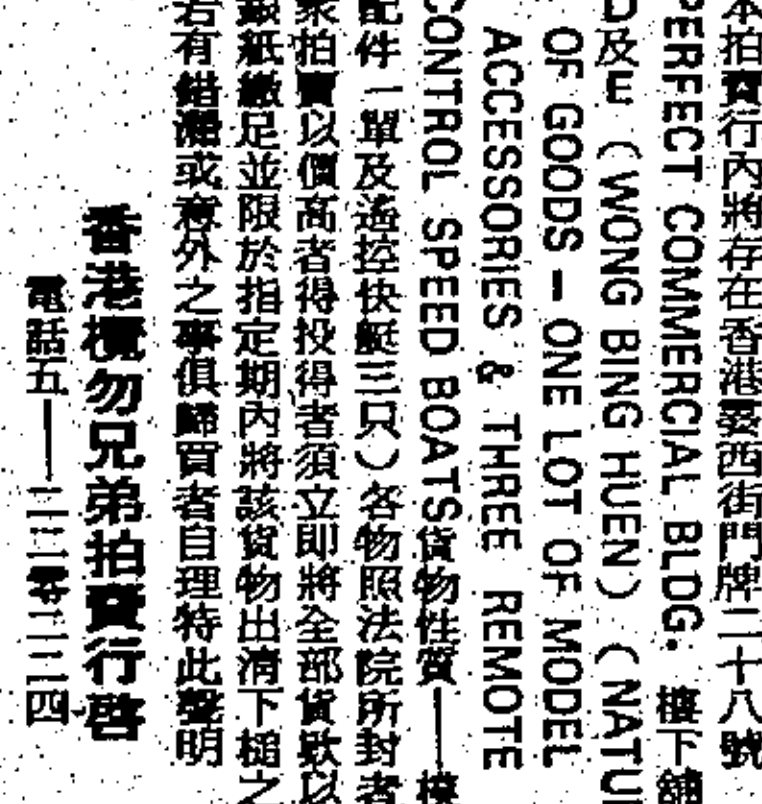 本拍賣行內將存在香港晏西街門牌二十八號
PERFECT COMMERCIAL BLDG. 樓下舖
D及E (WONG BING HUEN) (NATU
OF GOODS - ONE LOT OF MODEL
ACCESSORIES & THREE REMOTE
CONTROL SPEED BOATS貨物性質——模
配件一單及遙控快艇三只)各物照法院所封者
眾拍賣以價高者得投得者須立即將全部貨款以
銀紙繳足並限於指定期內將該貨物出清下槌之
若有錯漏或意外之事俱歸買者自理特此聲明
香港欖勿兄弟拍賣行啓
電話五——二二零二二四